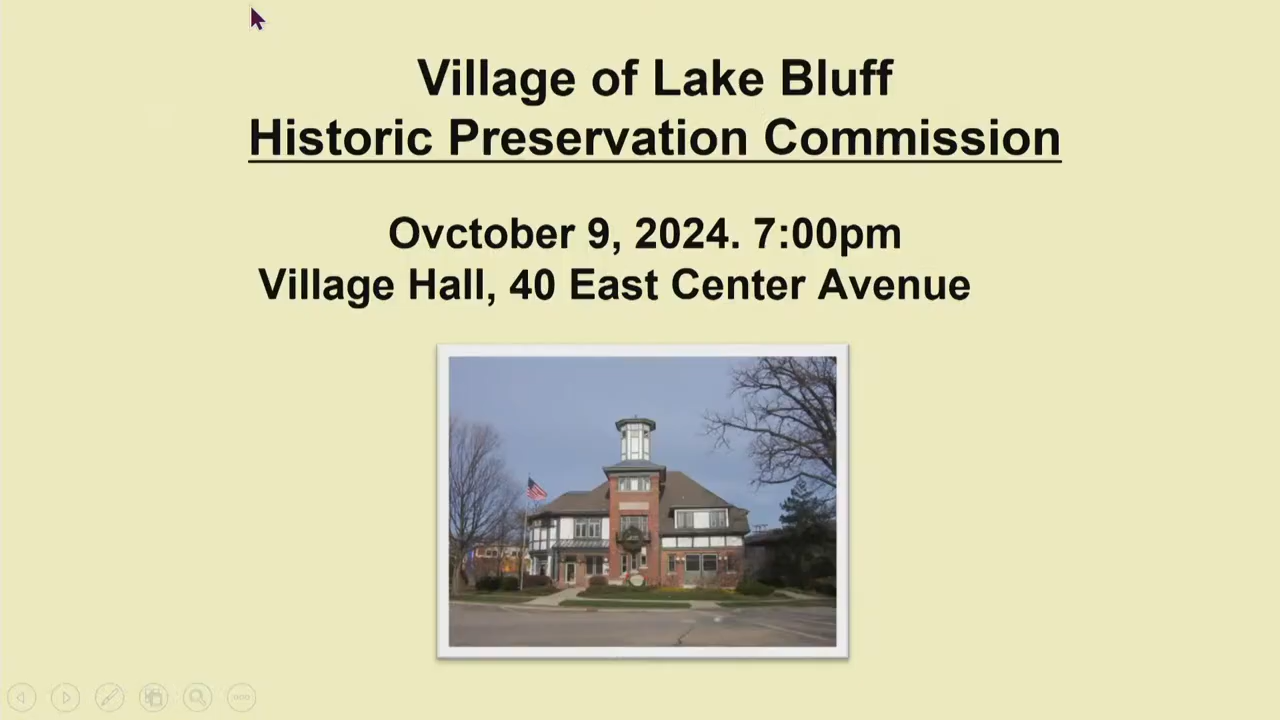 Village of Lake Bluff
Historic Preservation Commission
Ovctober 9, 2024. 7:00pm
Village Hall, 40 East Center Avenue